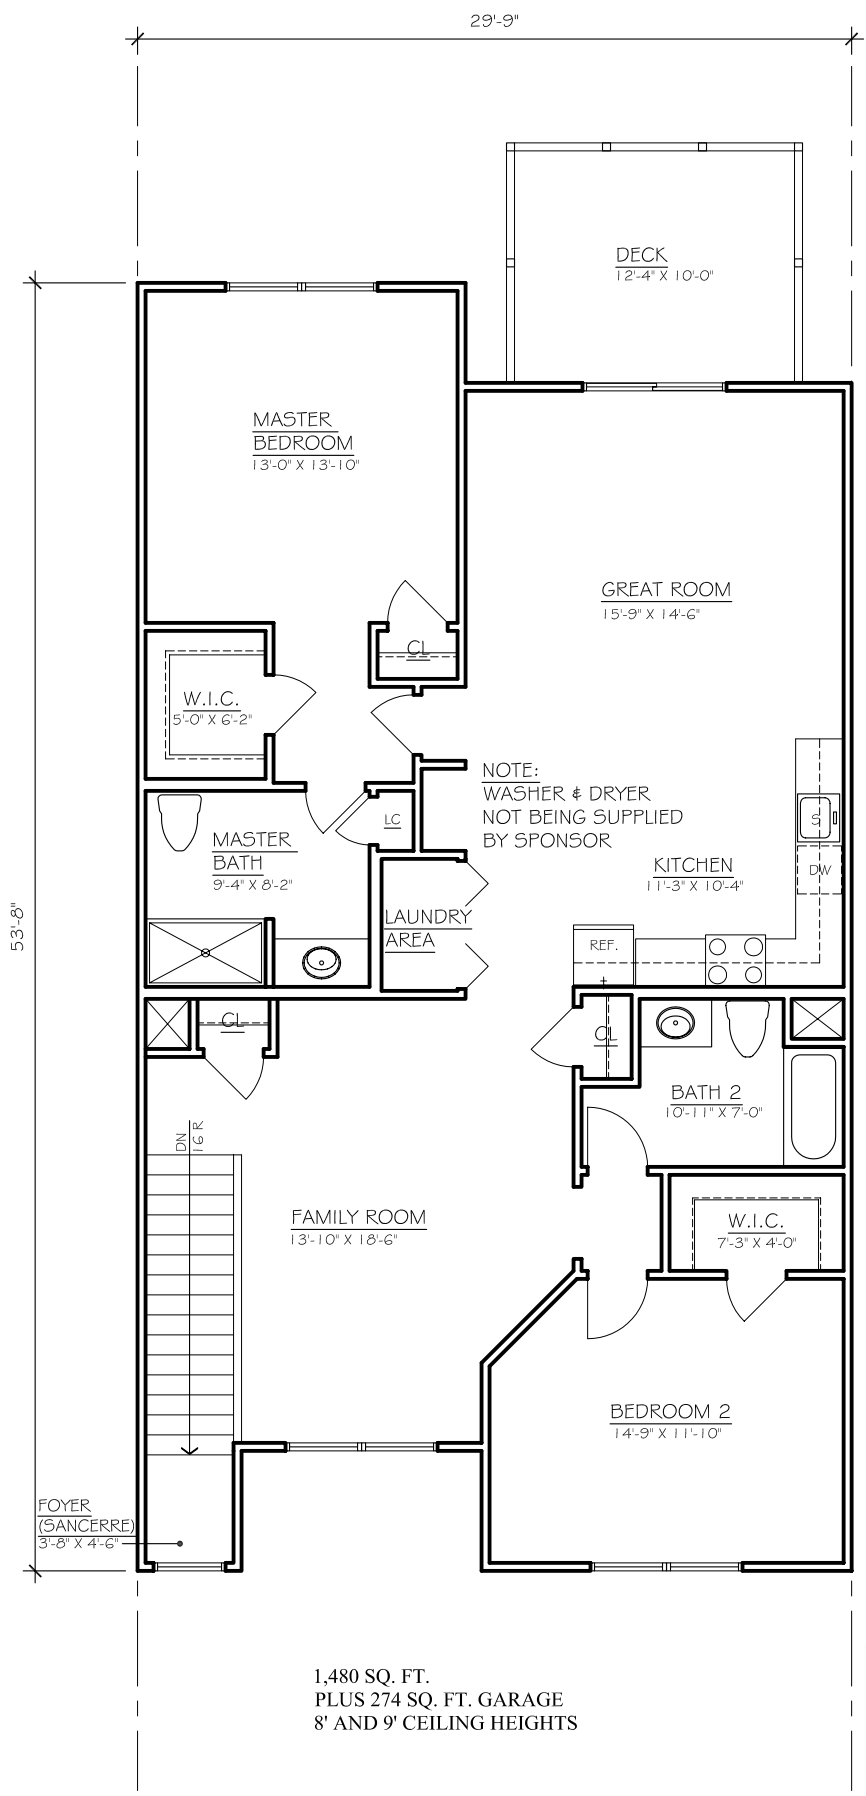 29'-9"
DECK
12'-4" X 10'-0"
MASTER
BEDROOM
13'-0" X 13'-10"
GREAT ROOM
15'-9" X 14'-6"
CL
W.I.C.
5'-0" X 6'-2"
NOTE:
WASHER & DRYER
NOT BEING SUPPLIED
BY SPONSOR
S
LC
MASTER
BATH
9'-4" X 8'-2"
KITCHEN
11'-3" X 10'-4"
DW
53'-8"
LAUNDRY
AREA
REF.
CL
CL
BATH 2
10'-11" X 7'-0"
DN
16 R
FAMILY ROOM
13'-10" X 18'-6"
W.I.C.
7'-3" X 4'-0"
BEDROOM 2
14'-9" X 11'-10"
FOYER
(SANCERRE)
3'-8" X 4'-6"
1,480 SQ. FT.
PLUS 274 SQ. FT. GARAGE
8' AND 9' CEILING HEIGHTS